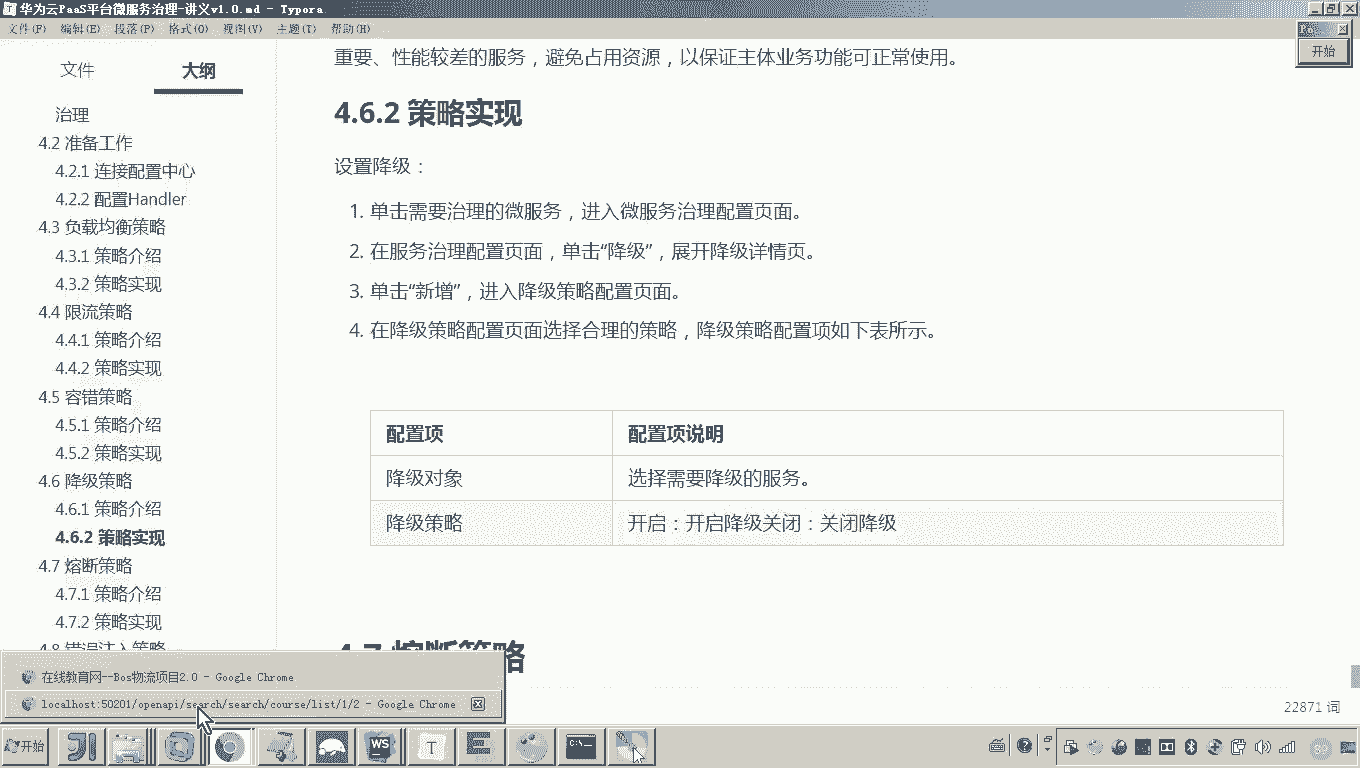 华为云PaaS平台微服务治理-讲义v1.0.md - Typora
文件(F) 编辑(E) 段落(P) 格式(O) 视图(V) 主题(T) 帮助(H)
开始
文件 大纲
治理
4.2 准备工作
4.2.1 连接配置中心
4.2.2 配置Handler
4.3 负载均衡策略
4.3.1 策略介绍
4.3.2 策略实现
4.4 限流策略
4.4.1 策略介绍
4.4.2 策略实现
4.5 容错策略
4.5.1 策略介绍
4.5.2 策略实现
4.6 降级策略
4.6.1 策略介绍
4.6.2 策略实现
4.7 熔断策略
4.7.1 策略介绍
4.7.2 策略实现
4.8 错误注入策略
重要、性能较差的服务，避免占用资源，以保证主体业务功能可正常使用。
4.6.2 策略实现
设置降级：
1. 单击需要治理的微服务，进入微服务治理配置页面。
2. 在服务治理配置页面，单击“降级”，展开降级详情页。
3. 单击“新增”，进入降级策略配置页面。
4. 在降级策略配置页面选择合理的策略，降级策略配置项如下表所示。
配置项 配置项说明
降级对象 选择需要降级的服务。
降级策略 开启：开启降级关闭：关闭降级
4.7 熔断策略
22871 词
在线教育网--Bos物流项目2.0 - Google Chrome
localhost:50201/openapi/search/search/course/list/1/2 - Google Chrome
开始